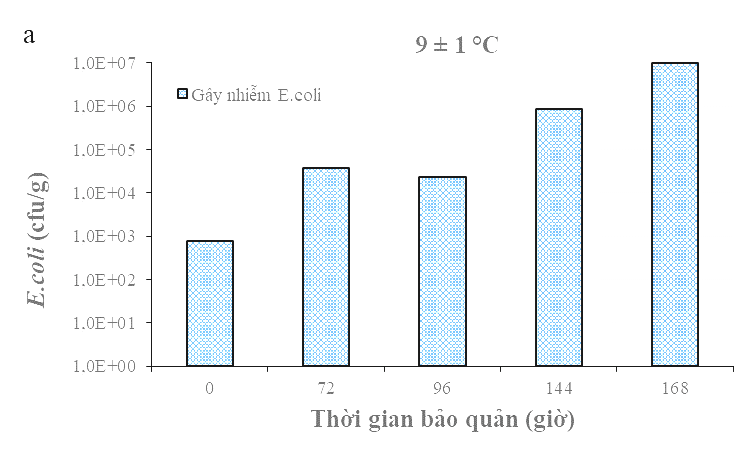 a
9 ± 1 °C
1.0E+07
1.0E+06
1.0E+05
1.0E+04
1.0E+03
1.0E+02
1.0E+01
1.0E+00
Gây nhiễm E.coli
E.coli (cfu/g)
0 72 96 144 168
Thời gian bảo quản (giờ)